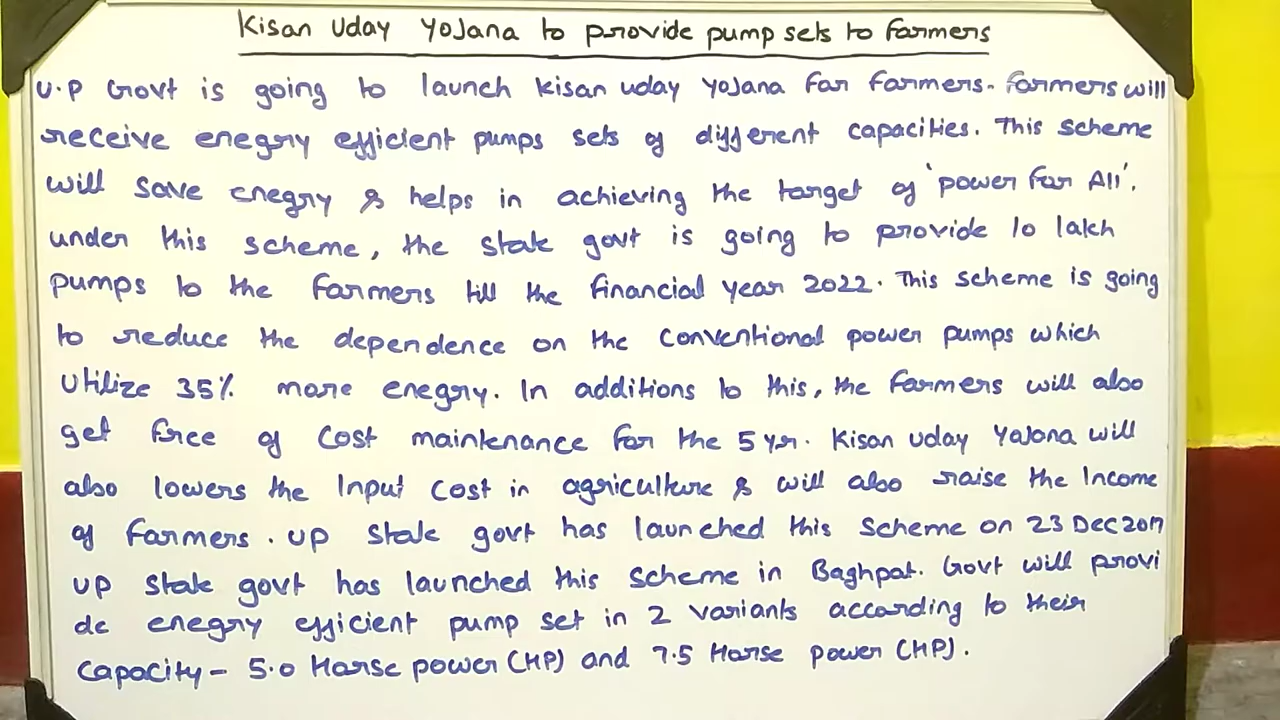 Kisan Uday Yojana to provide pump sets to farmers
U.P Govt is going to launch kisan uday yojana for farmers. farmers will
receive enegry efficient pumps sets of different capacities. This scheme
will save enegry & helps in achieving the target of 'power for All'.
under this scheme, the state govt is going to provide 10 lakh
pumps to the farmers till the financial year 2022. This scheme is going
to reduce the dependence on the conventional power pumps which
utilize 35% more enegry. In additions to this, the farmers will also
get free of cost maintenance for the 5 yr. Kisan uday Yojona will
also lowers the Input cost in agriculture & will also raise the Income
of farmers. UP state govt has launched this scheme on 23 Dec 2017
UP state govt has launched this scheme in Baghpat. Govt will provi
de enegry efficient pump set in 2 variants according to their
capacity - 5.0 Horse power (HP) and 7.5 Horse power (HP).